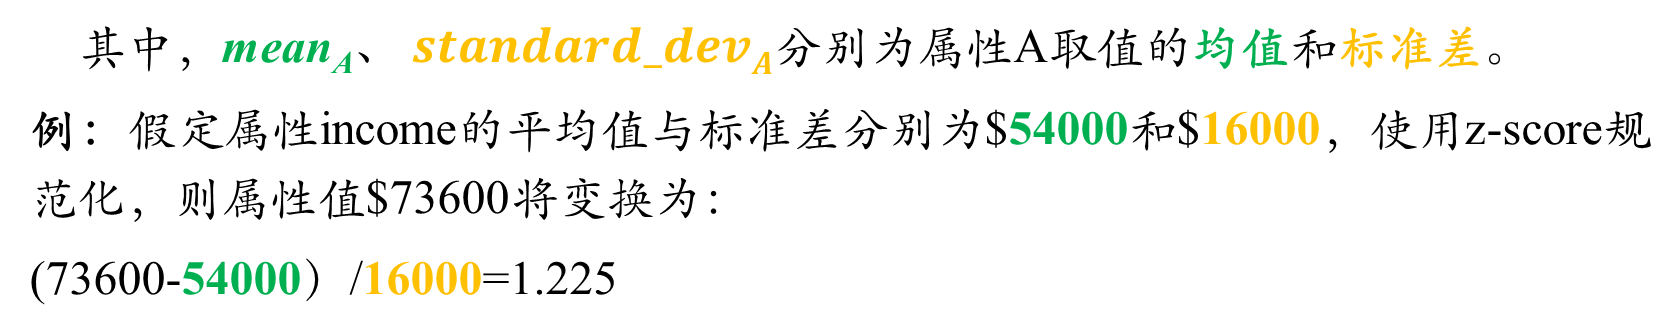 其中，mean_A、 standard_dev_A分别为属性A取值的均值和标准差。
例：假定属性income的平均值与标准差分别为$54000和$16000，使用z-score规
范化，则属性值$73600将变换为：
(73600-54000）/16000=1.225